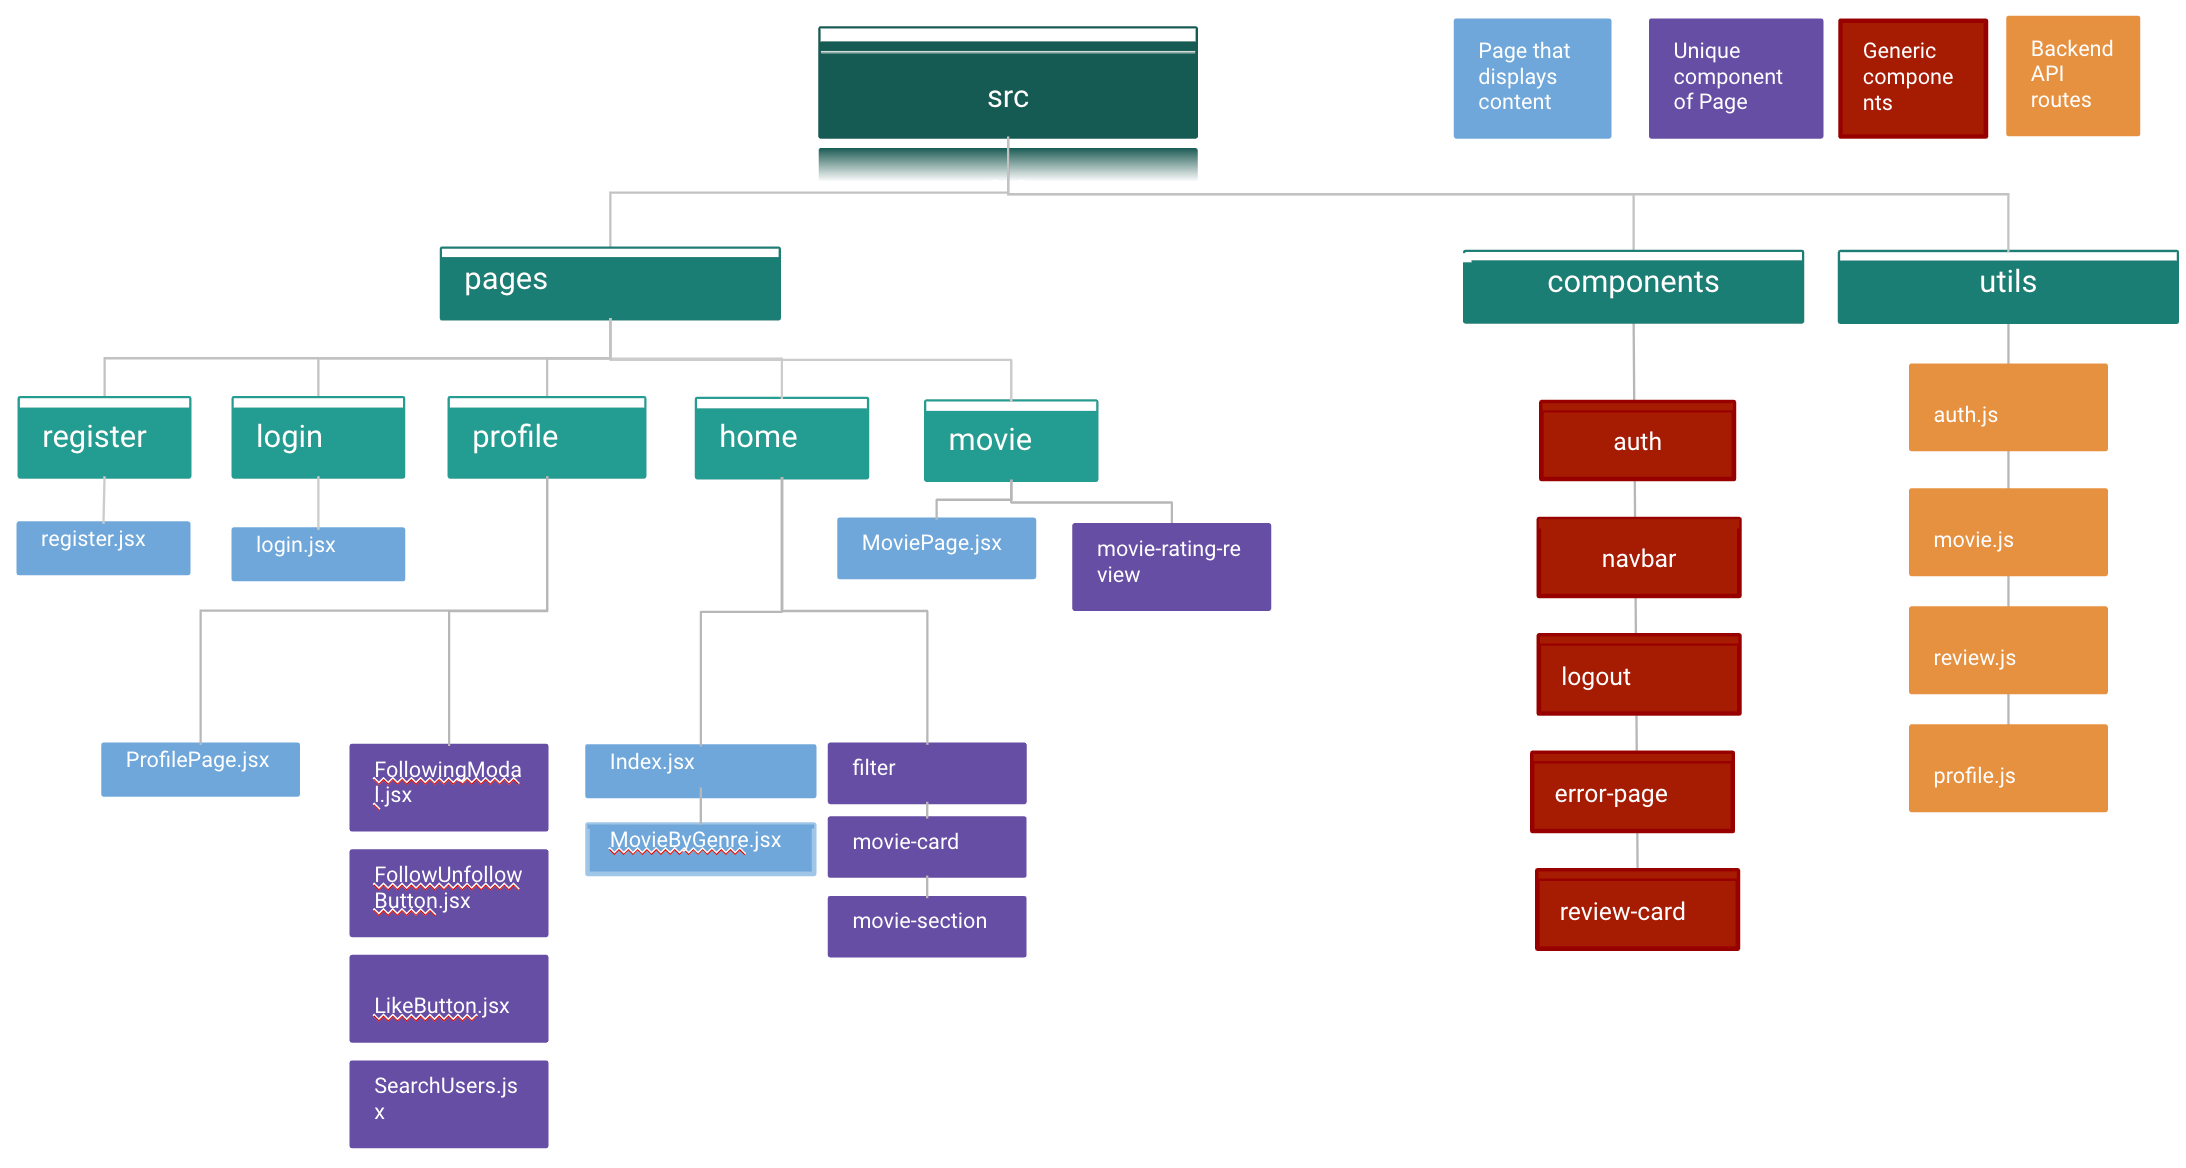 src
Page that
displays
content
Unique
component
of Page
Generic
compone
nts
Backend
API
routes
pages
components
utils
register
login
profile
home
movie
register.jsx
login.jsx
MoviePage.jsx
movie-rating-re
view
ProfilePage.jsx
FollowingModa
l.jsx
FollowUnfollow
Button.jsx
LikeButton.jsx
SearchUsers.js
x
Index.jsx
MovieByGenre.jsx
filter
movie-card
movie-section
auth
navbar
logout
error-page
review-card
auth.js
movie.js
review.js
profile.js